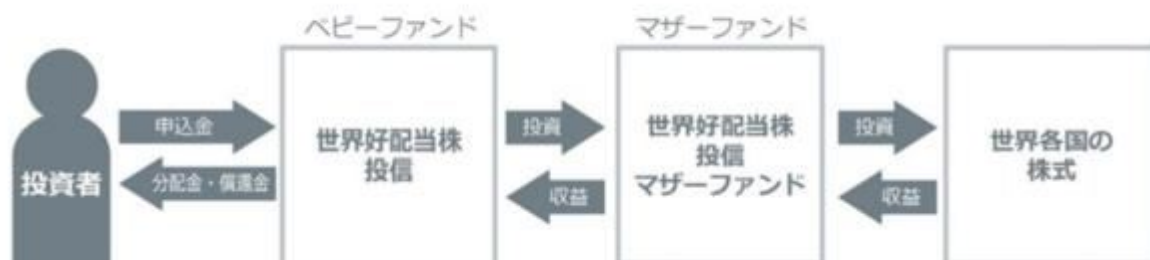 ベビーファンド
マザーファンド
投資者
申込金
分配金・償還金
世界好配当株
投信
投資
収益
世界好配当株
投信
マザーファンド
投資
収益
世界各国の
株式